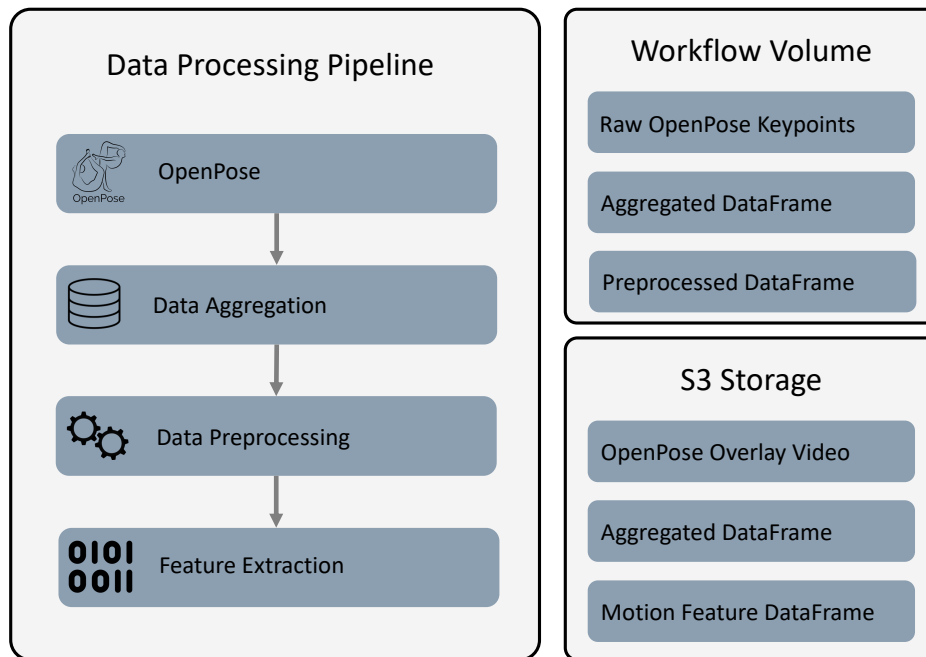 Data Processing Pipeline
OpenPose
OpenPose
Data Aggregation
Data Preprocessing
0101
0011
Feature Extraction
Workflow Volume
Raw OpenPose Keypoints
Aggregated DataFrame
Preprocessed DataFrame
S3 Storage
OpenPose Overlay Video
Aggregated DataFrame
Motion Feature DataFrame